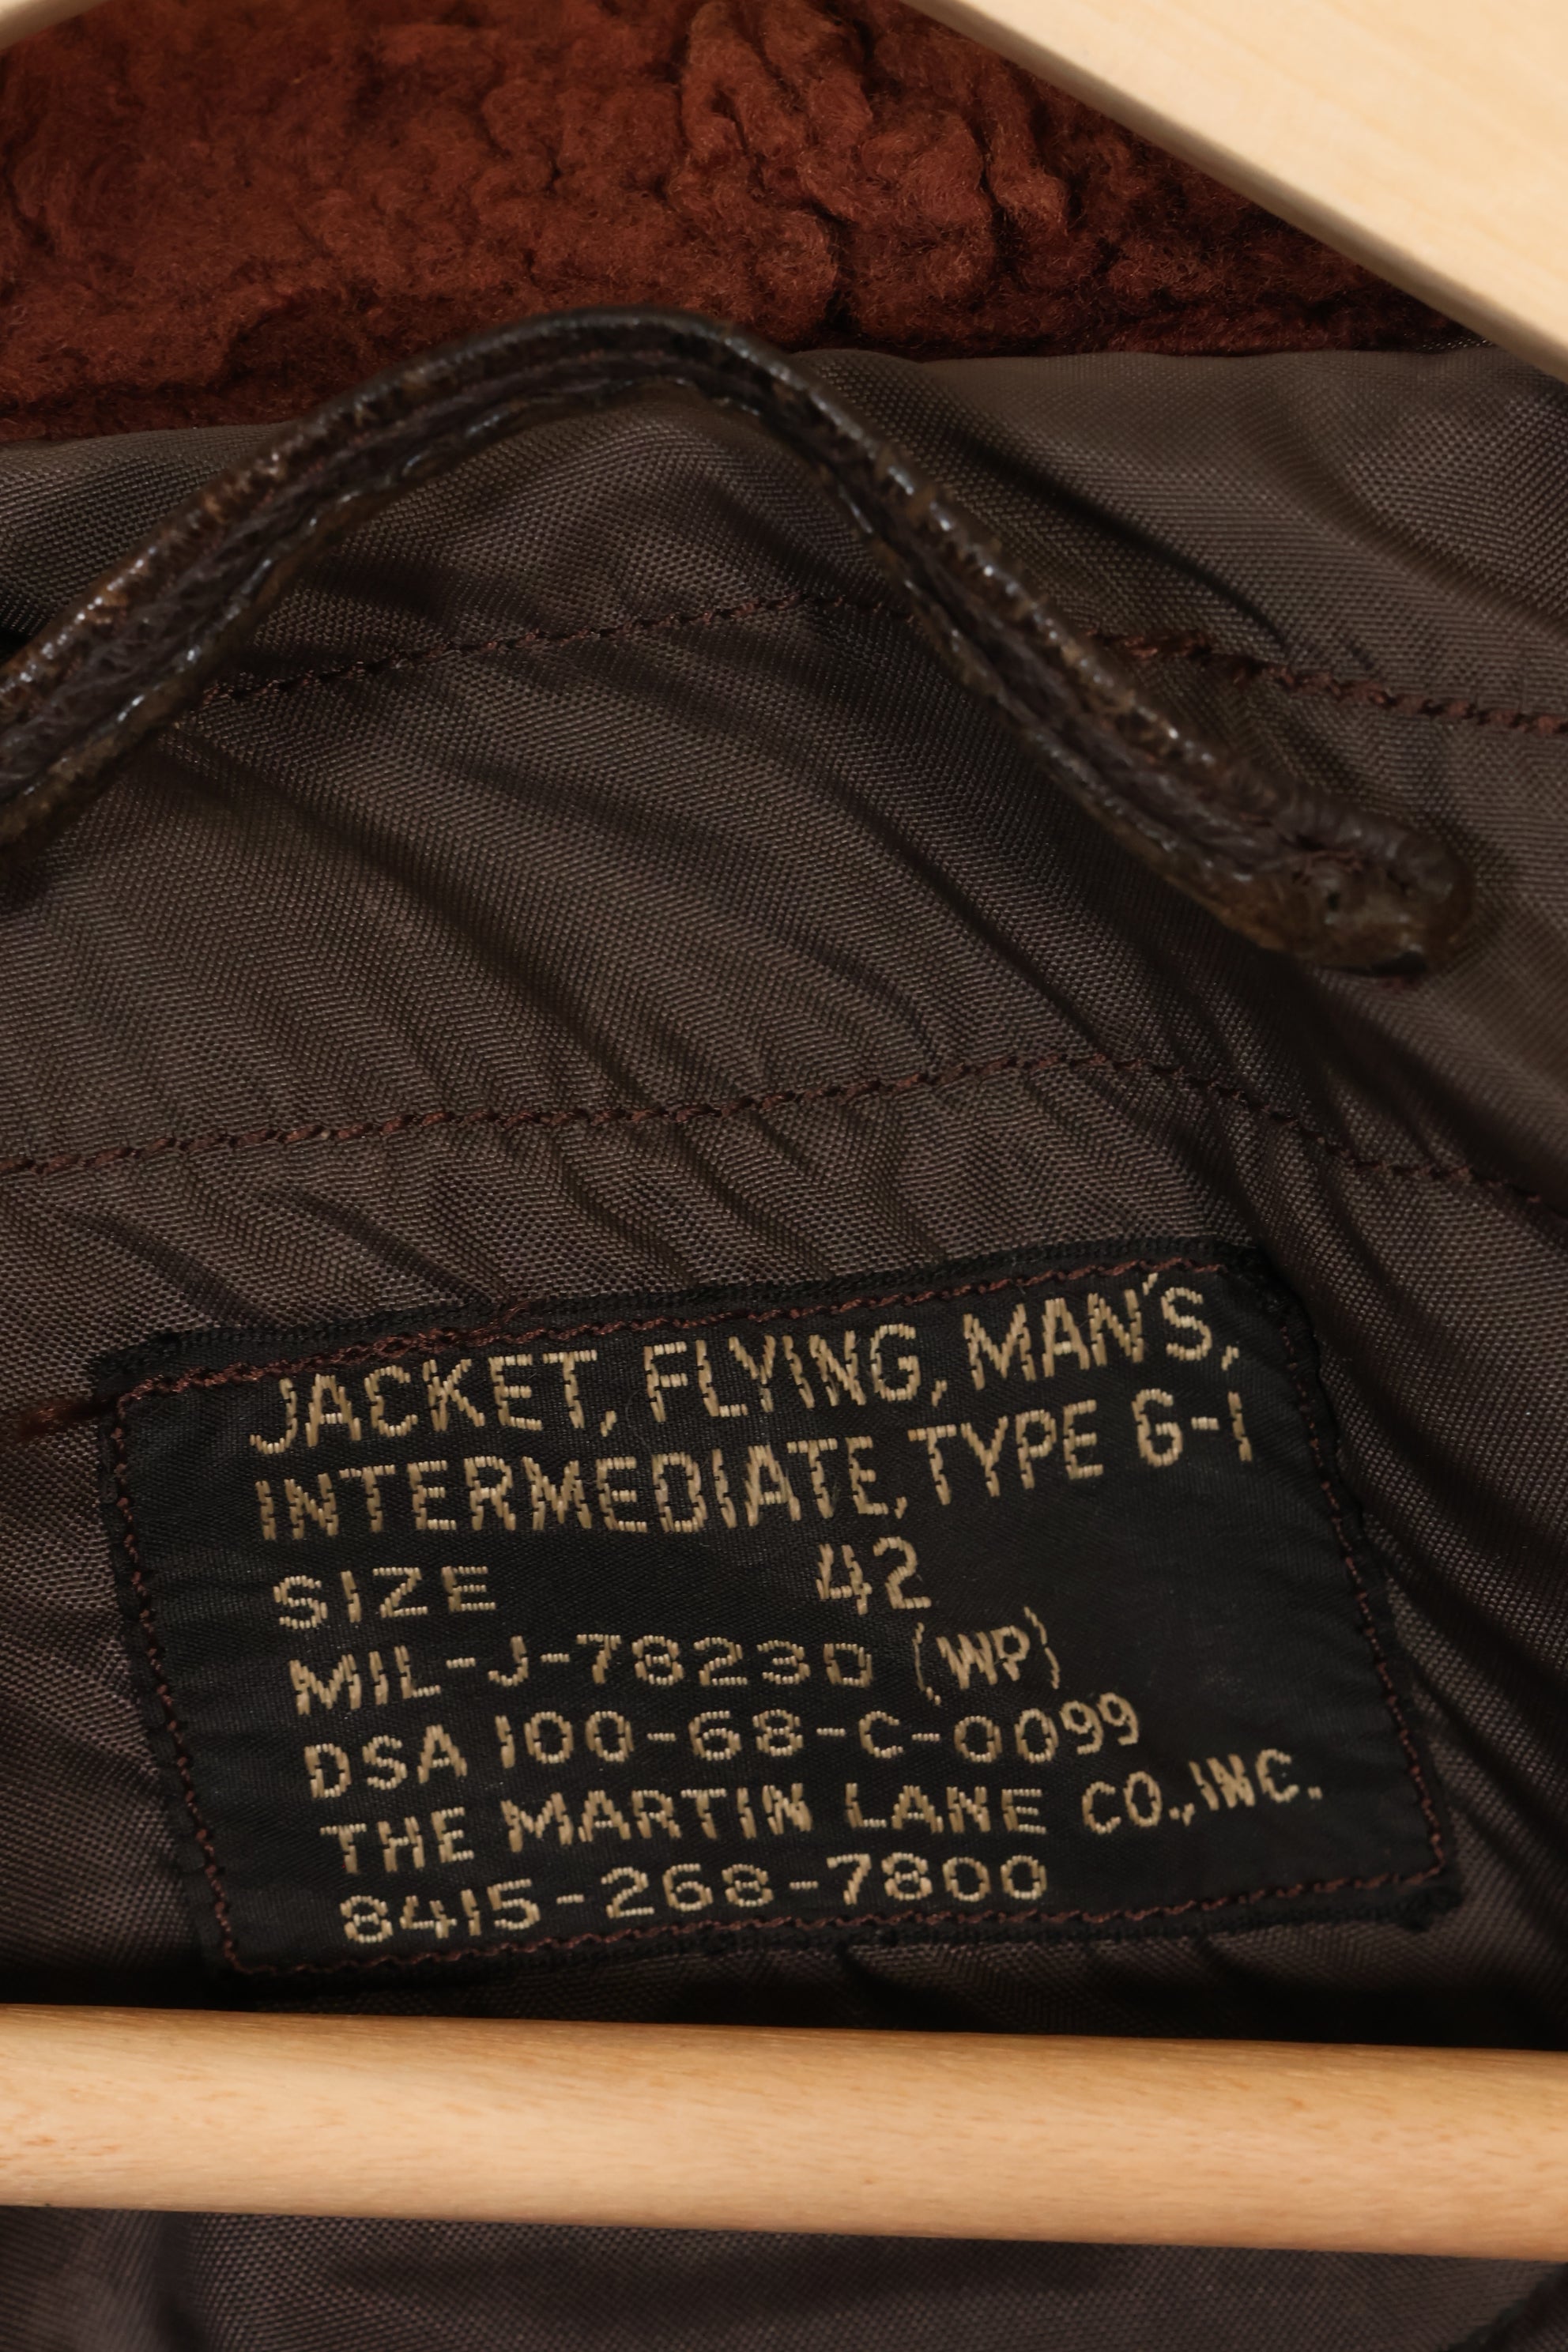 JACKET, FLYING, MAN'S,
INTERMEDIATE, TYPE G-1
SIZE 42
MIL-J-7823D (WP)
DSA 100-68-C-0099
THE MARTIN LANE CO., INC.
8415-268-7800